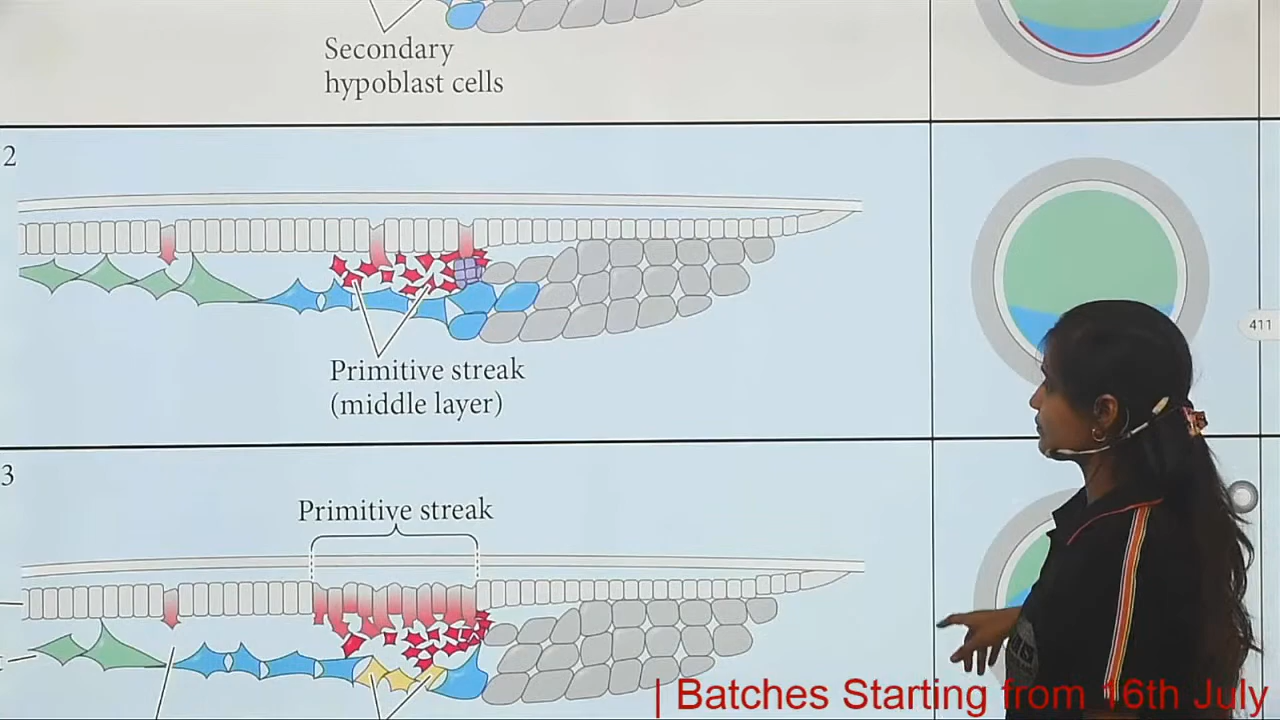 Secondary
hypoblast cells
2
Primitive streak
(middle layer)
411
3
Primitive streak
| Batches Starting from 16th July